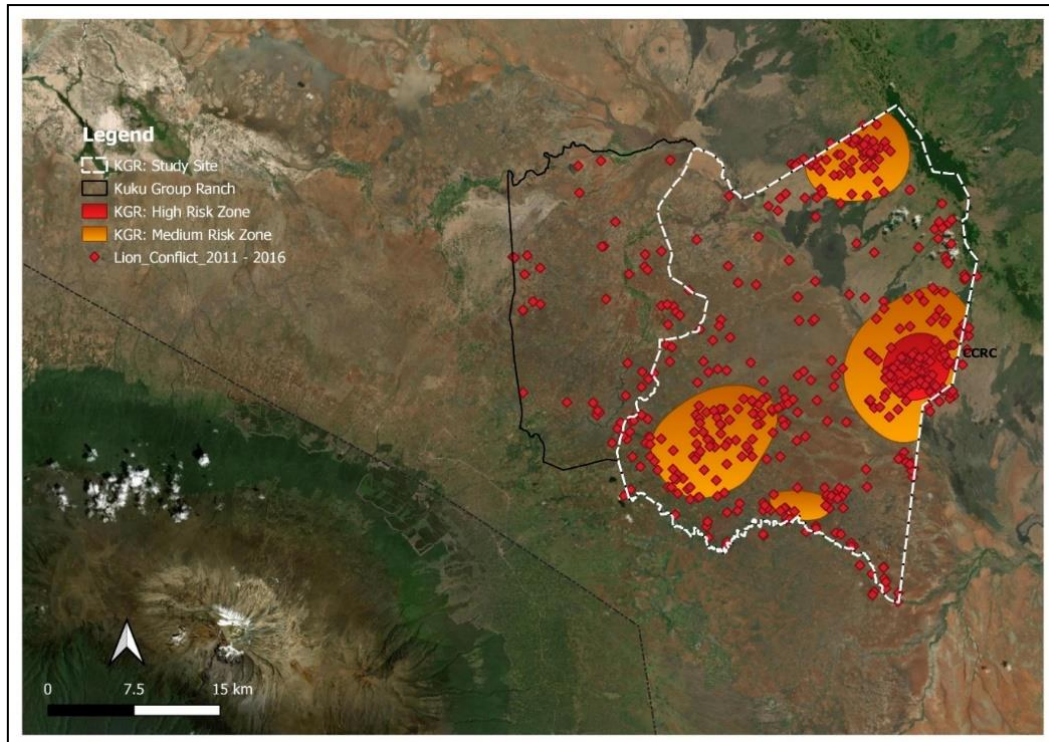 Legend
KGR: Study Site
Kuku Group Ranch
KGR: High Risk Zone
KGR: Medium Risk Zone
Lion_Conflict_2011 - 2016
CCRC
0 7.5 15 km